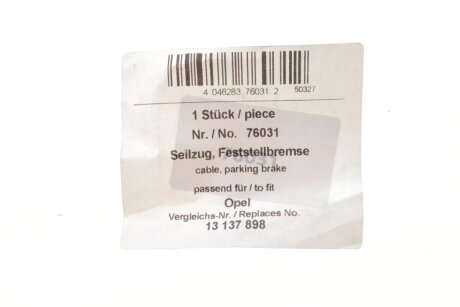 4 046283 76031 2
50327
1 Stück / piece
Nr. / No. 76031
Seilzug, Feststellbremse
76031
cable, parking brake
passend für / to fit
Opel
Vergleichs-Nr. / Replaces No.
13 137 898